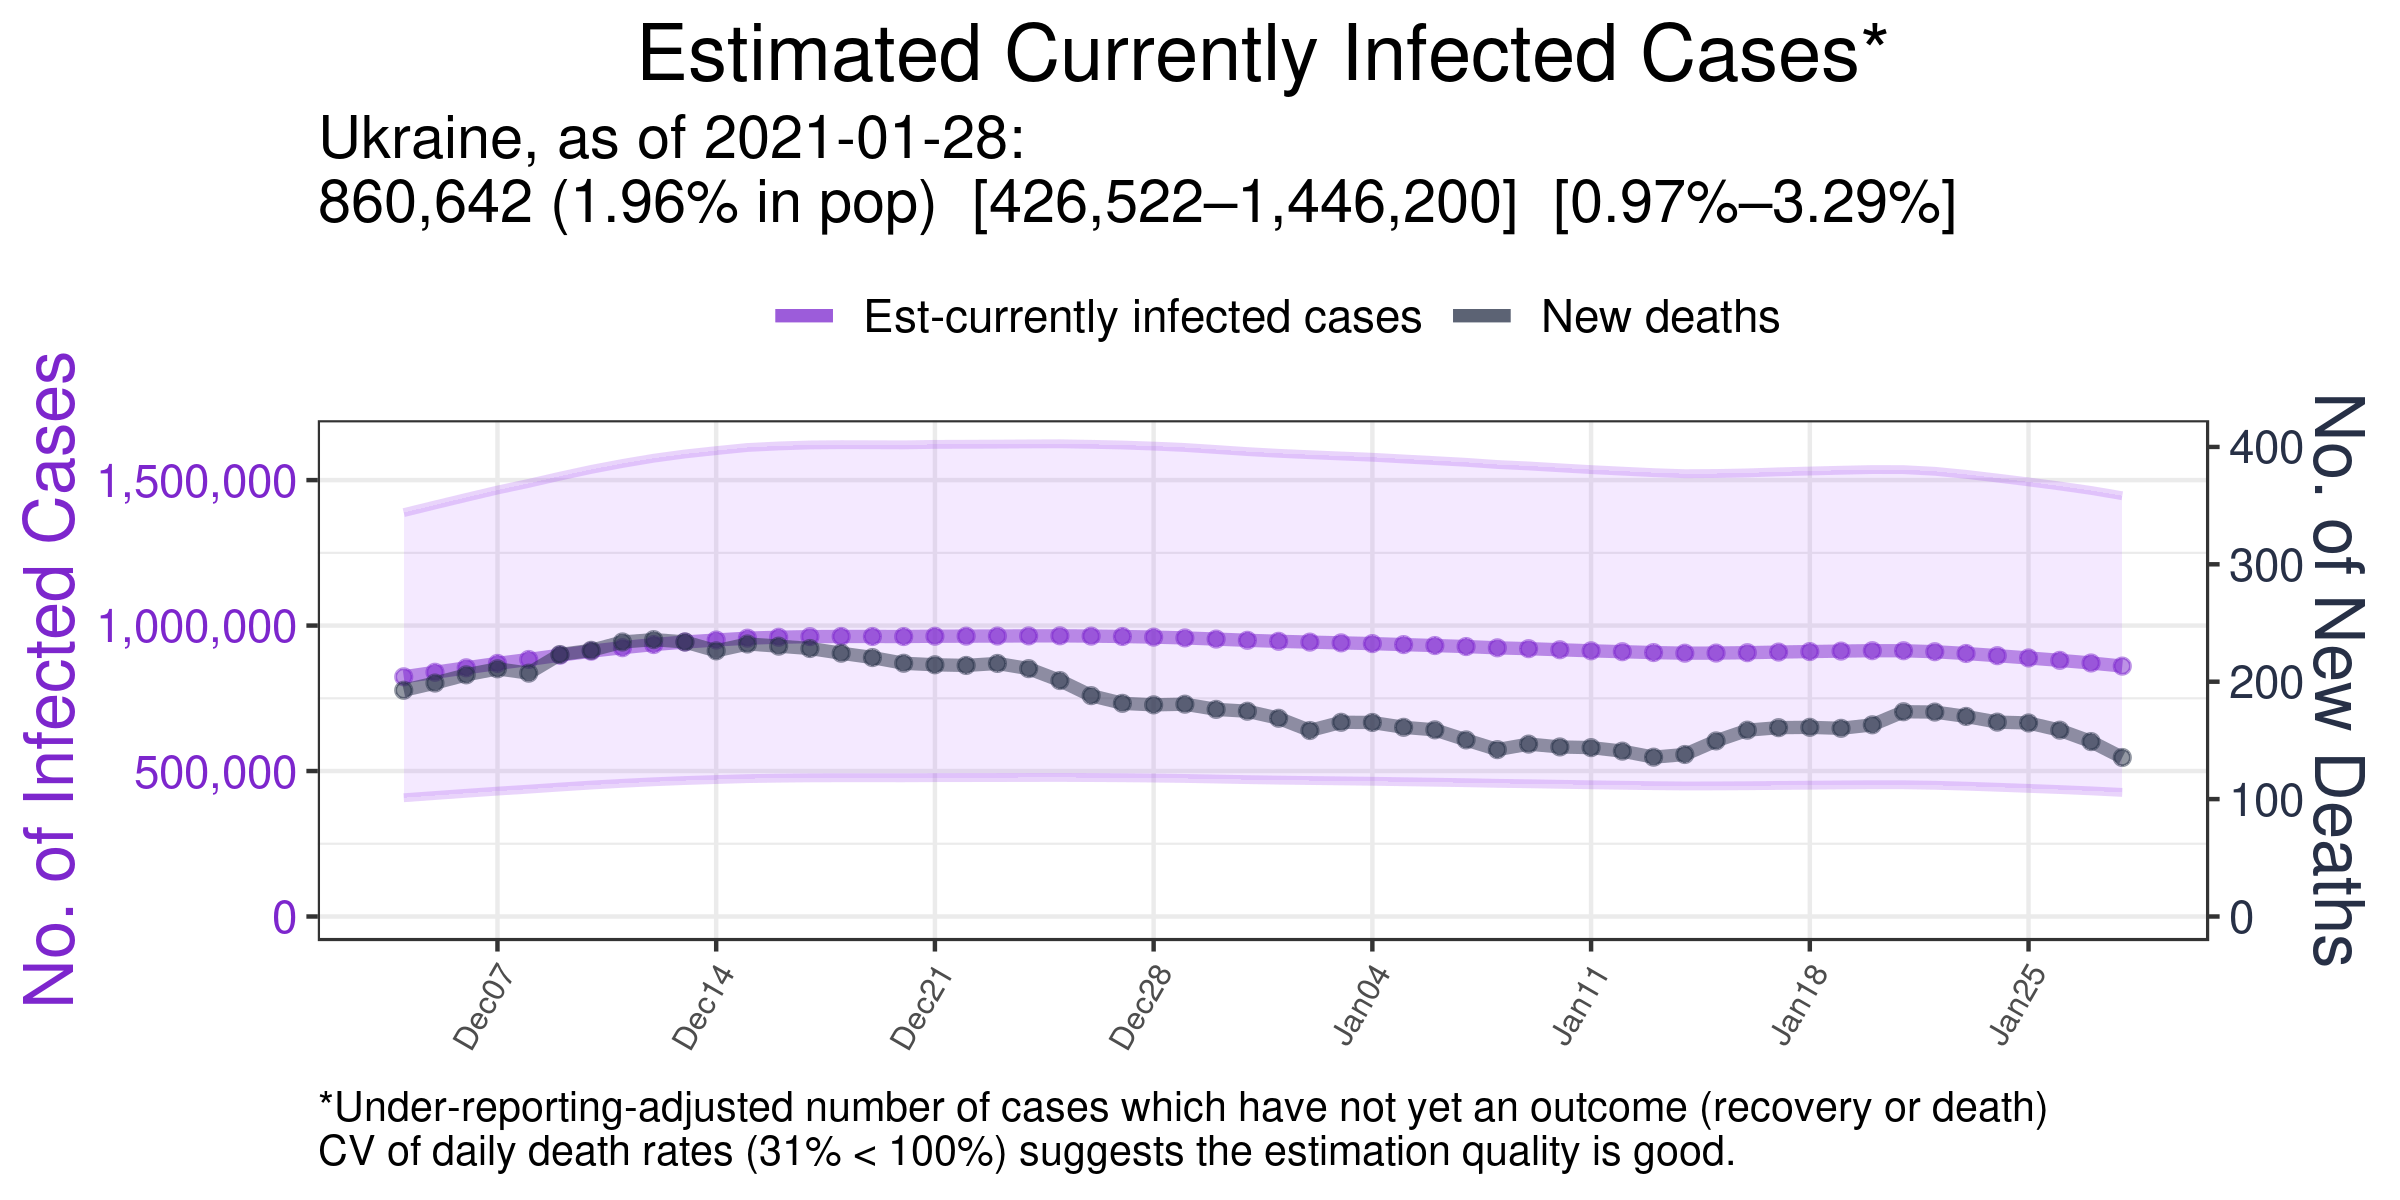 Estimated Currently Infected Cases*
Ukraine, as of 2021-01-28:
860,642 (1.96% in pop) [426,522–1,446,200] [0.97%–3.29%]
Est-currently infected cases
New deaths
No. of Infected Cases
1,500,000
1,000,000
500,000
0
400
300
200
100
0
No. of New Deaths
Dec07
Dec14
Dec21
Dec28
Jan04
Jan11
Jan18
Jan25
*Under-reporting-adjusted number of cases which have not yet an outcome (recovery or death)
CV of daily death rates (31% < 100%) suggests the estimation quality is good.